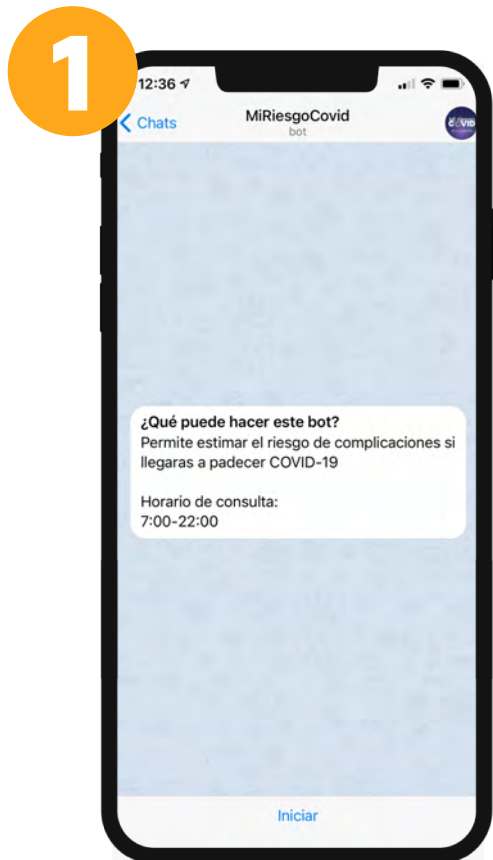 1
12:36
Chats
MiRiesgoCovid
bot
COVID
¿Qué puede hacer este bot?
Permite estimar el riesgo de complicaciones si
llegaras a padecer COVID-19
Horario de consulta:
7:00-22:00
Iniciar